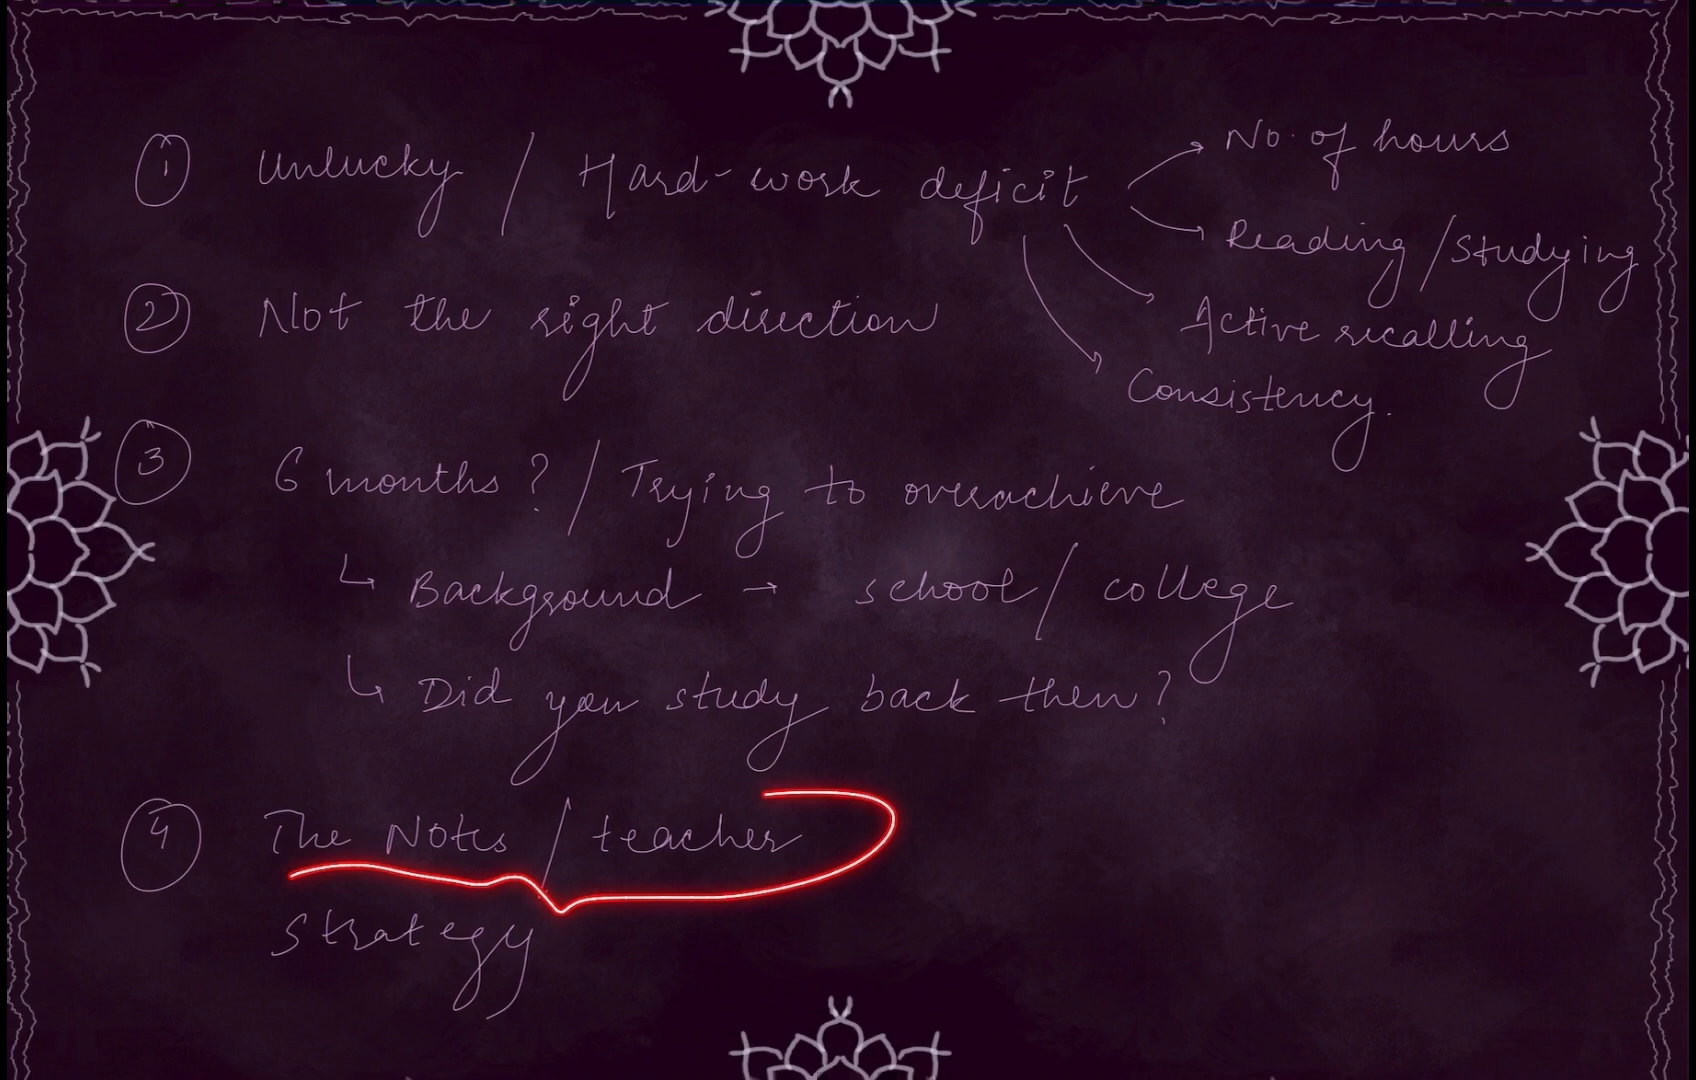 ① Unlucky / Hard-work deficit
No. of hours
Reading / Studying
Active recalling
Consistency.
② Not the right direction
③ 6 months ? / Trying to overachieve
↳ Background → school / college
↳ Did you study back then?
④ The Notes / teacher
strategy